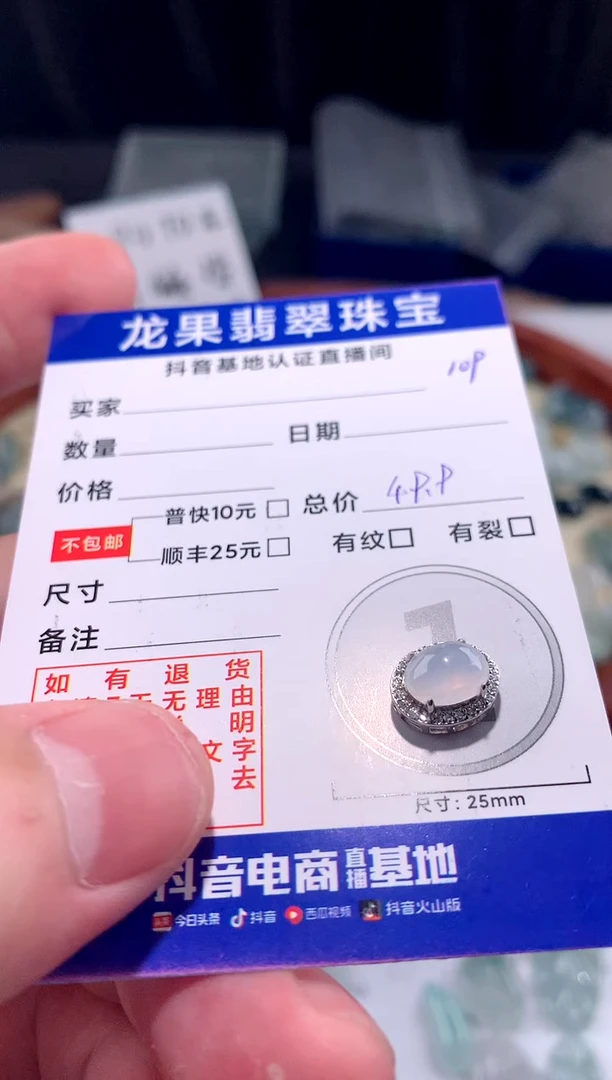 龙果翡翠珠宝
抖音基地认证直播间
10P
买家
数量 日期
价格
总价 4.P.P
不包邮 普快10元
顺丰25元
有纹 有裂
尺寸
备注
如有退货
无理由
明
文字
去
1
尺寸：25mm
抖音电商直播基地
头条 今日头条 抖音 西瓜视频 抖音火山版